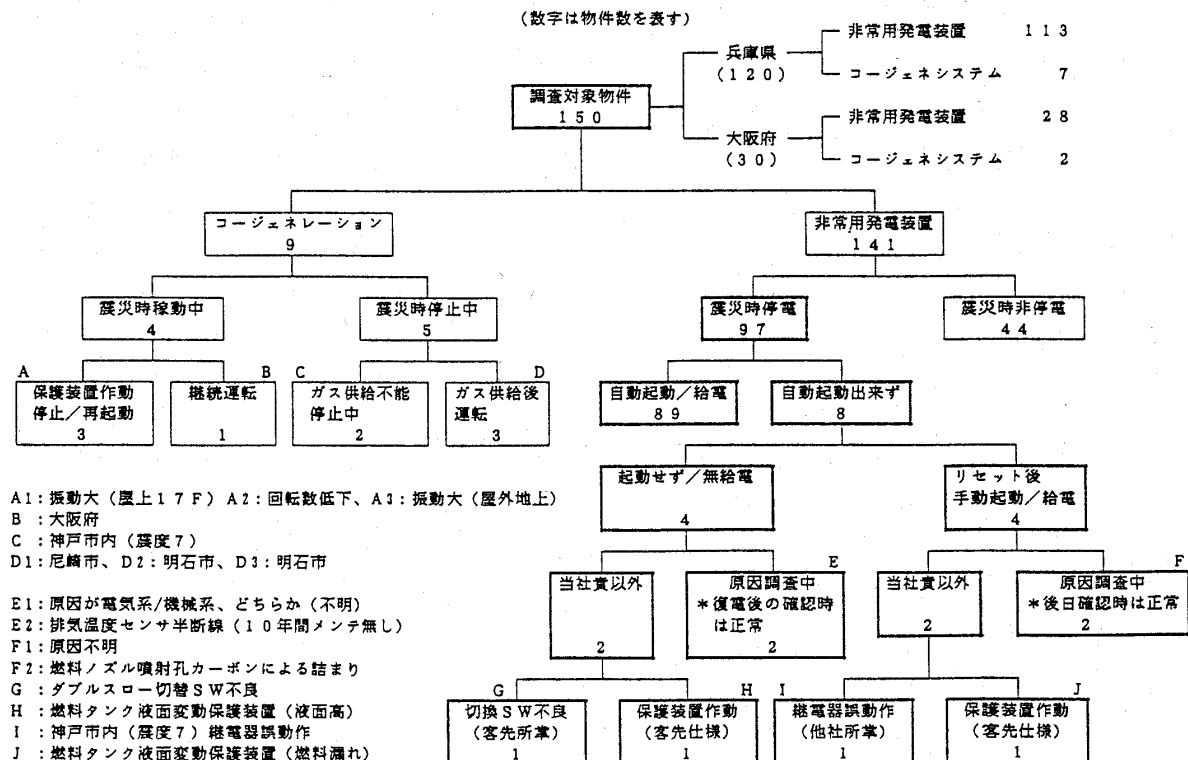 (数字は物件数を表す)
兵庫県
(120)
非常用発電装置 113
コージェネシステム 7
調査対象物件
150
大阪府
(30)
非常用発電装置 28
コージェネシステム 2
コージェネレーション
9
非常用発電装置
141
震災時稼動中
4
震災時停止中
5
震災時停電
97
震災時非停電
44
A
保護装置作動
停止/再起動
3
B
継続運転
1
C
ガス供給不能
停止中
2
D
ガス供給後
運転
3
自動起動/給電
89
自動起動出来ず
8
起動せず/無給電
4
リセット後
手動起動/給電
4
当社責以外
2
E
原因調査中
*復電後の確認時
は正常
2
当社責以外
2
F
原因調査中
*後日確認時は正常
2
G
切換SW不良
(客先所掌)
1
H
保護装置作動
(客先仕様)
1
I
継電器誤動作
(他社所掌)
1
J
保護装置作動
(客先仕様)
1
A1:振動大(屋上17F) A2:回転数低下、A3:振動大(屋外地上)
B :大阪府
C :神戸市内(震度7)
D1:尼崎市、D2:明石市、D3:明石市
E1:原因が電気系/機械系、どちらか(不明)
E2:排気温度センサ半断線(10年間メンテ無し)
F1:原因不明
F2:燃料ノズル噴射孔カーボンによる詰まり
G :ダブルスロー切替SW不良
H :燃料タンク液面変動保護装置(液面高)
I :神戸市内(震度7)継電器誤動作
J :燃料タンク液面変動保護装置(燃料漏れ)